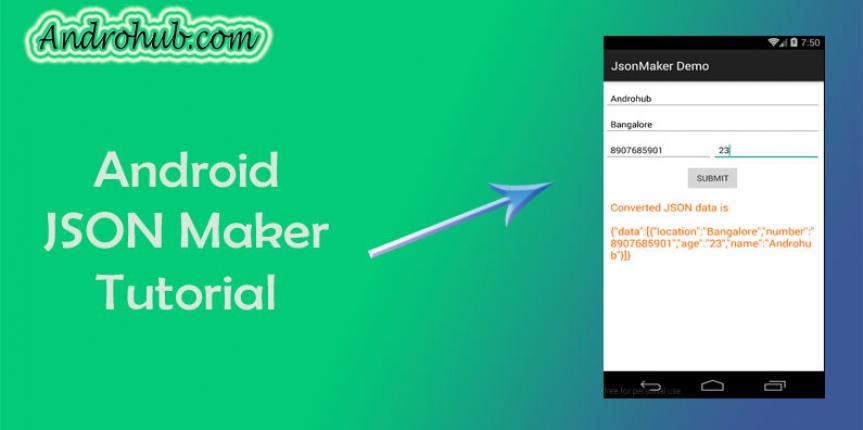 Androhub.com
Android
JSON Maker
Tutorial
7:50
JsonMaker Demo
Androhub
Bangalore
8907685901 23
SUBMIT
Converted JSON data is
{"data":[{"location":"Bangalore","number":"
8907685901","age":"23","name":"Androhu
b"}]}
free for personal use